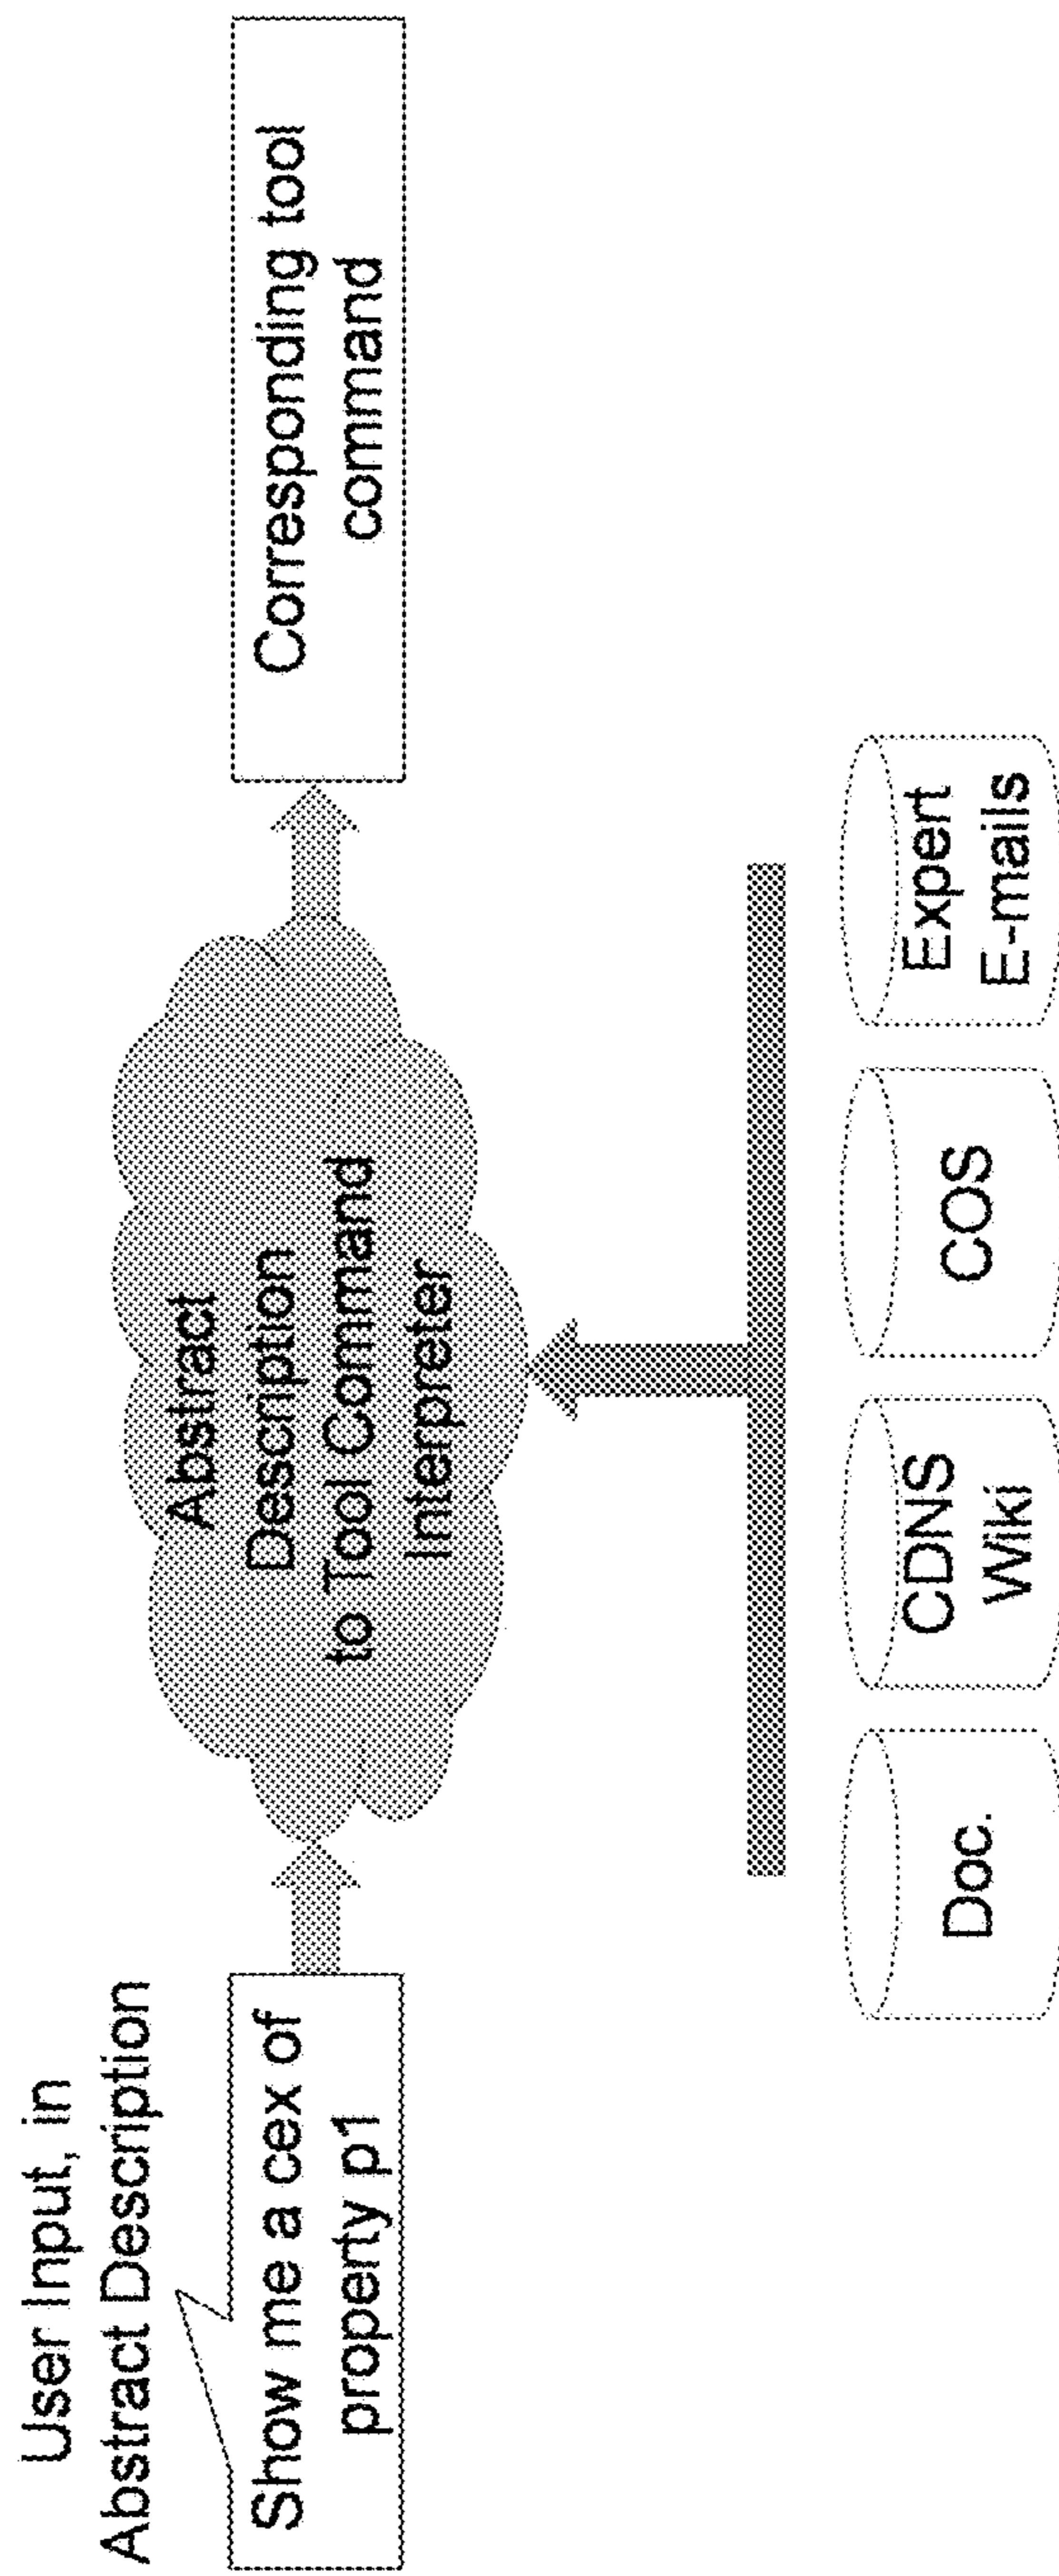 User Input, in
Abstract Description
Show me a cex of
property p1
Abstract
Description
to Tool Command
Interpreter
Corresponding tool
command
Doc.
CDNS
Wiki
COS
Expert
E-mails